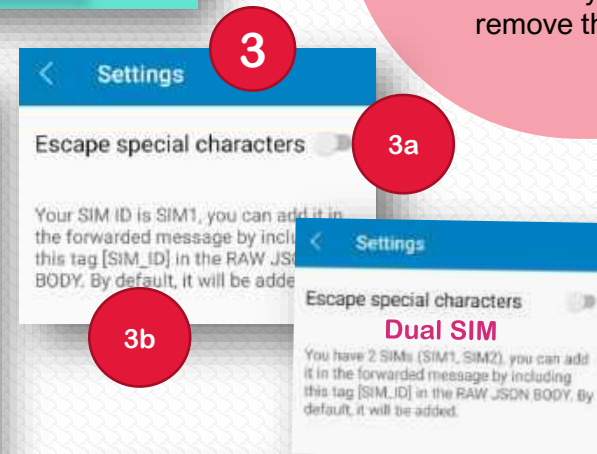 remove th
3
Settings
Escape special characters
3a
Your SIM ID is SIM1, you can add it in
the forwarded message by inclu
this tag [SIM_ID] in the RAW JS
BODY. By default, it will be adde
3b
Settings
Escape special characters
Dual SIM
You have 2 SIMs (SIM1, SIM2), you can add
it in the forwarded message by including
this tag [SIM_ID] in the RAW JSON BODY. By
default, it will be added.